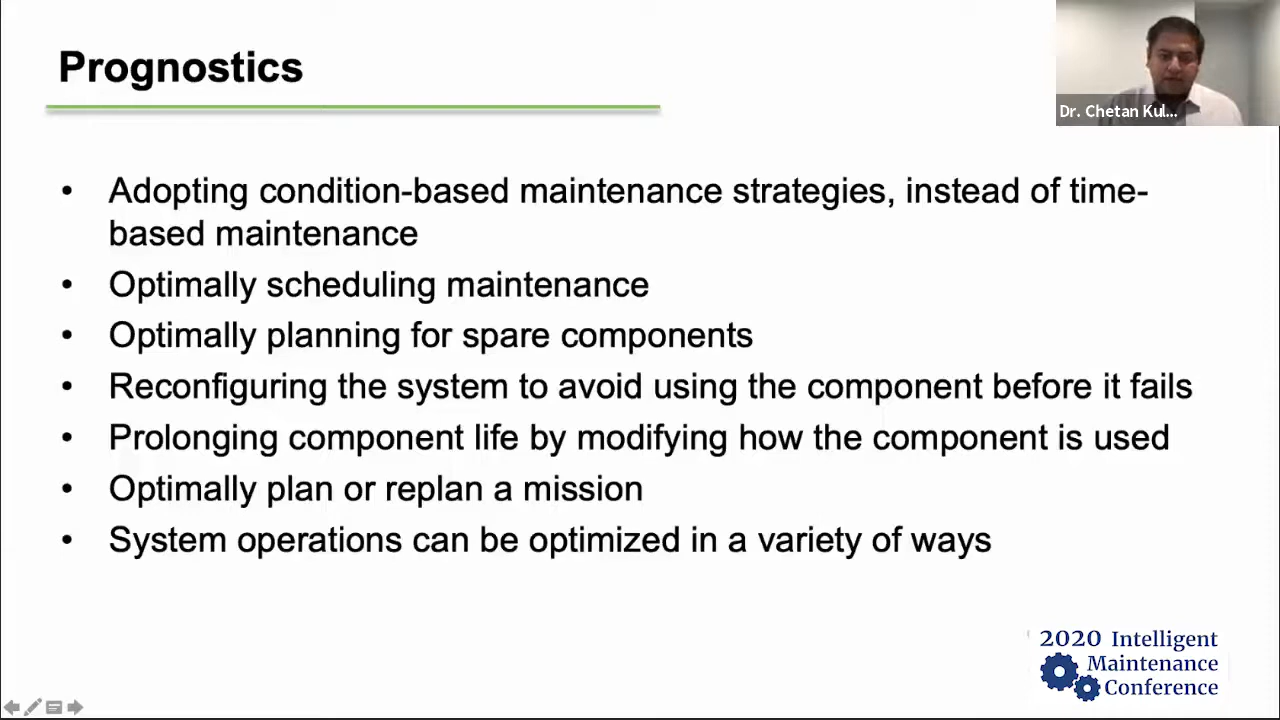 Prognostics
Dr. Chetan Kul...
• Adopting condition-based maintenance strategies, instead of time-
based maintenance
• Optimally scheduling maintenance
• Optimally planning for spare components
• Reconfiguring the system to avoid using the component before it fails
• Prolonging component life by modifying how the component is used
• Optimally plan or replan a mission
• System operations can be optimized in a variety of ways
2020 Intelligent
Maintenance
Conference